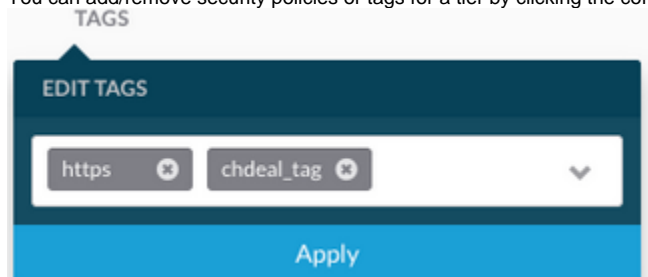 You can add/remove security policies or tags for a tier by clicking the co
TAGS
EDIT TAGS
https chdeal_tag
Apply